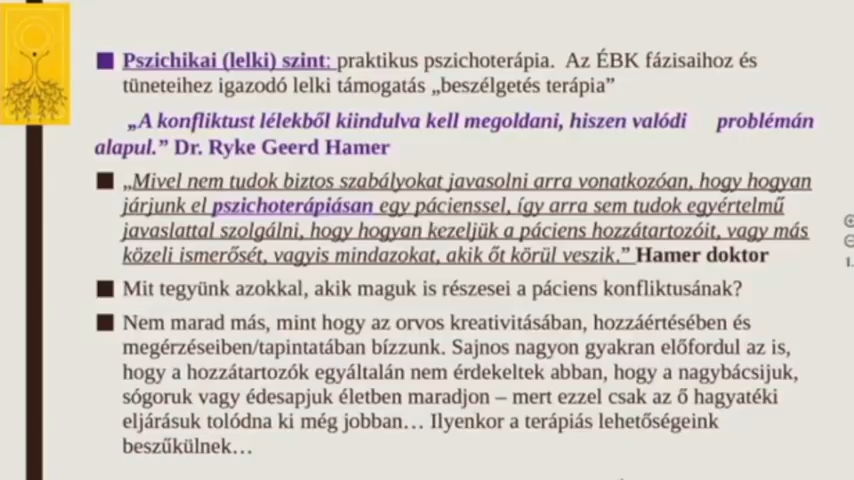 Pszichikai (lelki) szint: praktikus pszichoterápia. Az ÉBK fázisaihoz és
tüneteihez igazodó lelki támogatás „beszélgetés terápia”
„A konfliktust lélekből kiindulva kell megoldani, hiszen valódi problémán
alapul.” Dr. Ryke Geerd Hamer
„Mivel nem tudok biztos szabályokat javasolni arra vonatkozóan, hogy hogyan
járjunk el pszichoterápiásan egy pácienssel, így arra sem tudok egyértelmű
javaslattal szolgálni, hogy hogyan kezeljük a páciens hozzátartozóit, vagy más
közeli ismerősét, vagyis mindazokat, akik őt körül veszik.” Hamer doktor
Mit tegyünk azokkal, akik maguk is részesei a páciens konfliktusának?
Nem marad más, mint hogy az orvos kreativitásában, hozzáértésében és
megérzéseiben/tapintatában bízzunk. Sajnos nagyon gyakran előfordul az is,
hogy a hozzátartozók egyáltalán nem érdekeltek abban, hogy a nagybácsijuk,
sógoruk vagy édesapjuk életben maradjon – mert ezzel csak az ő hagyatéki
eljárásuk tolódna ki még jobban… Ilyenkor a terápiás lehetőségeink
beszűkülnek…